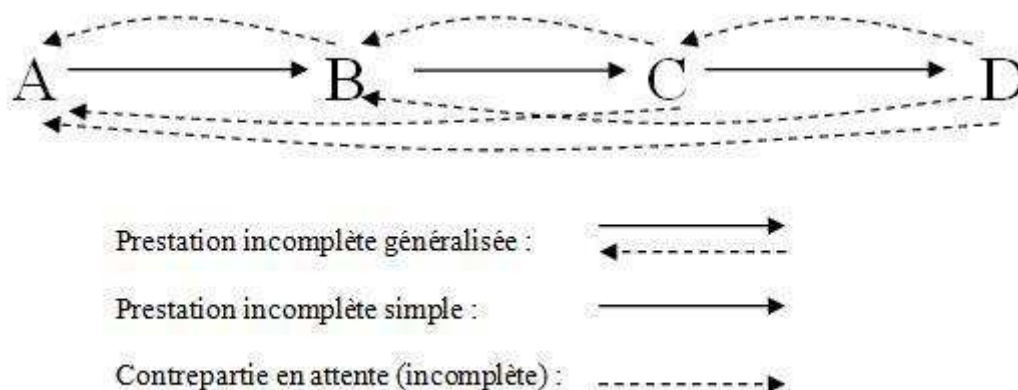 A B C D
Prestation incomplète généralisée :
Prestation incomplète simple :
Contrepartie en attente (incomplète) :